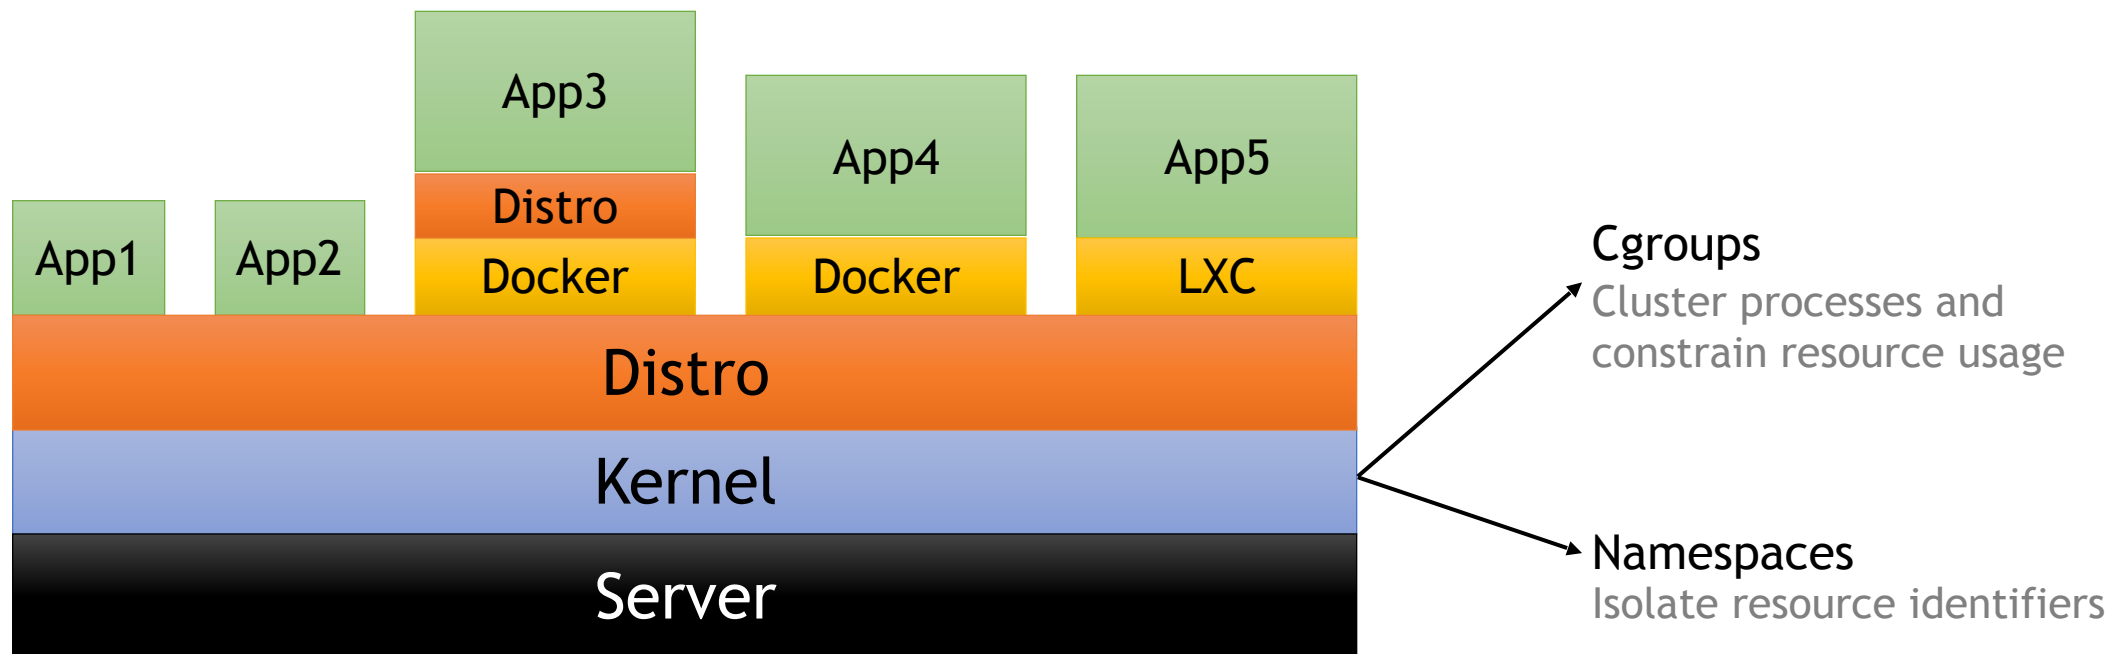 App3
App4
App5
Distro
App1
App2
Docker
Docker
LXC
Distro
Kernel
Server
Cgroups
Cluster processes and
constrain resource usage
Namespaces
Isolate resource identifiers